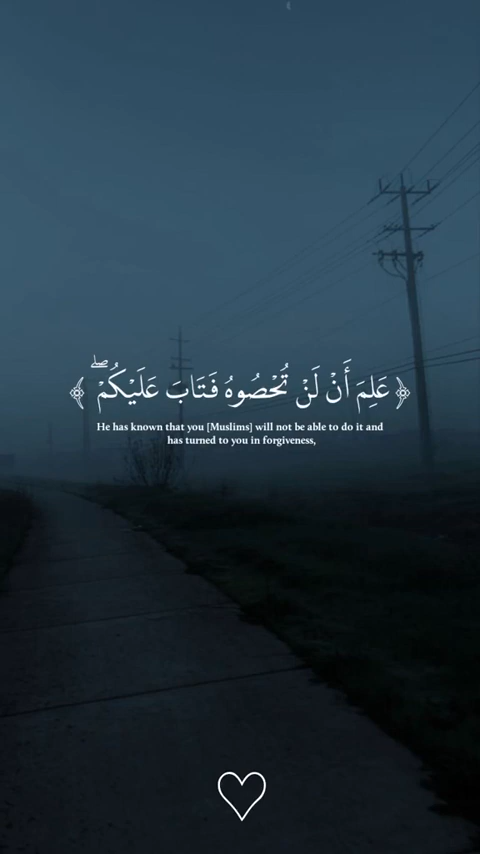 ﴿ عَلِمَ أَنْ لَنْ تُحْصُوهُ فَتَابَ عَلَيْكُمْ ۖ ﴾
He has known that you [Muslims] will not be able to do it and
has turned to you in forgiveness,